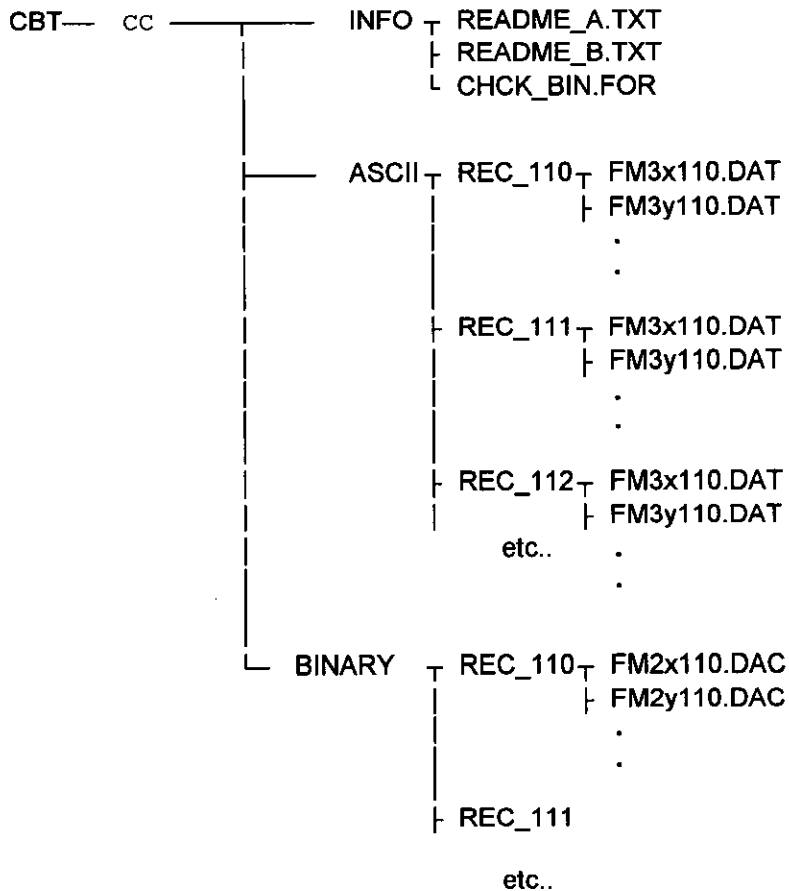 CBT— cc — INFO ┬ README_A.TXT
├ README_B.TXT
└ CHCK_BIN.FOR
ASCII ┬ REC_110 ┬ FM3x110.DAT
├ FM3y110.DAT
.
.
├ REC_111 ┬ FM3x110.DAT
├ FM3y110.DAT
.
.
├ REC_112 ┬ FM3x110.DAT
├ FM3y110.DAT
etc.. .
.
BINARY ┬ REC_110 ┬ FM2x110.DAC
├ FM2y110.DAC
.
.
├ REC_111
etc..